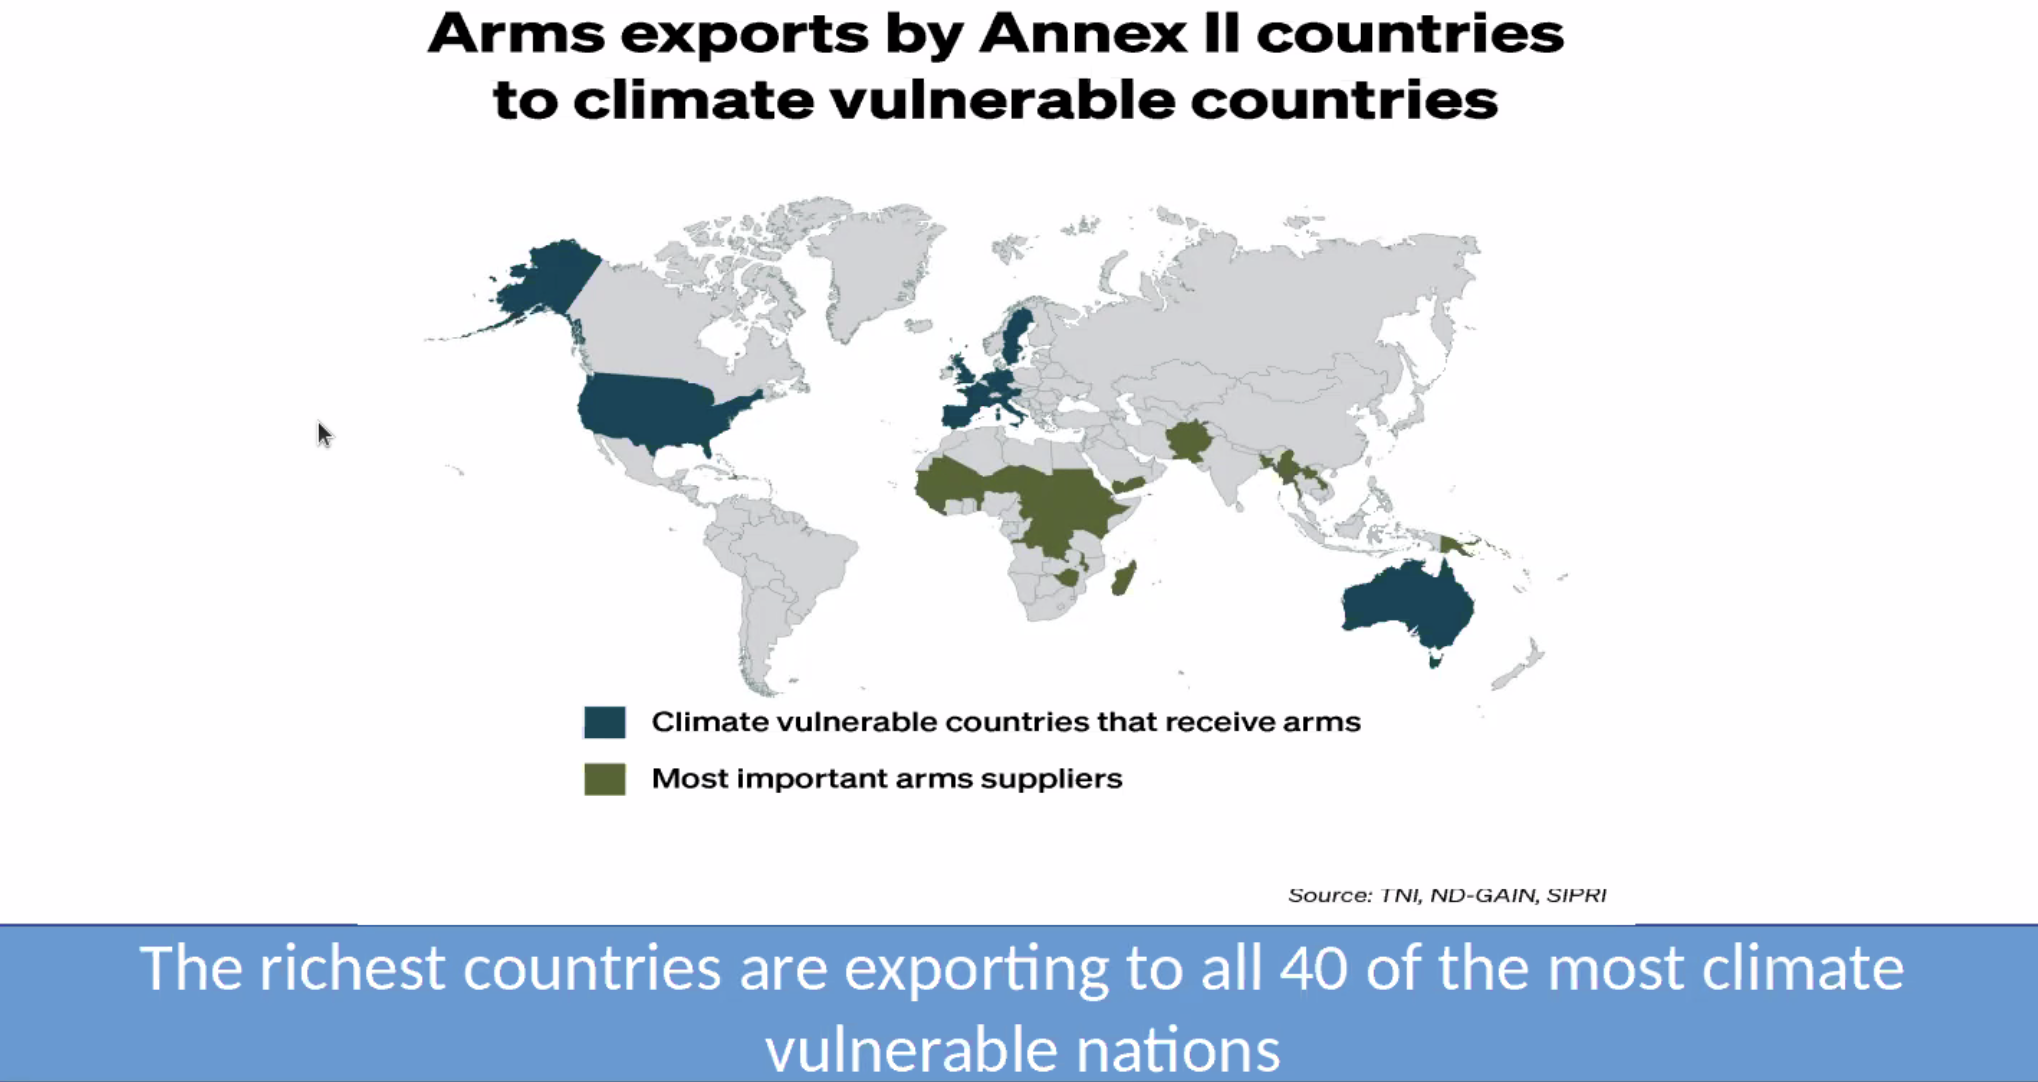 Arms exports by Annex II countries
to climate vulnerable countries
Climate vulnerable countries that receive arms
Most important arms suppliers
Source: TNI, ND-GAIN, SIPRI
The richest countries are exporting to all 40 of the most climate
vulnerable nations